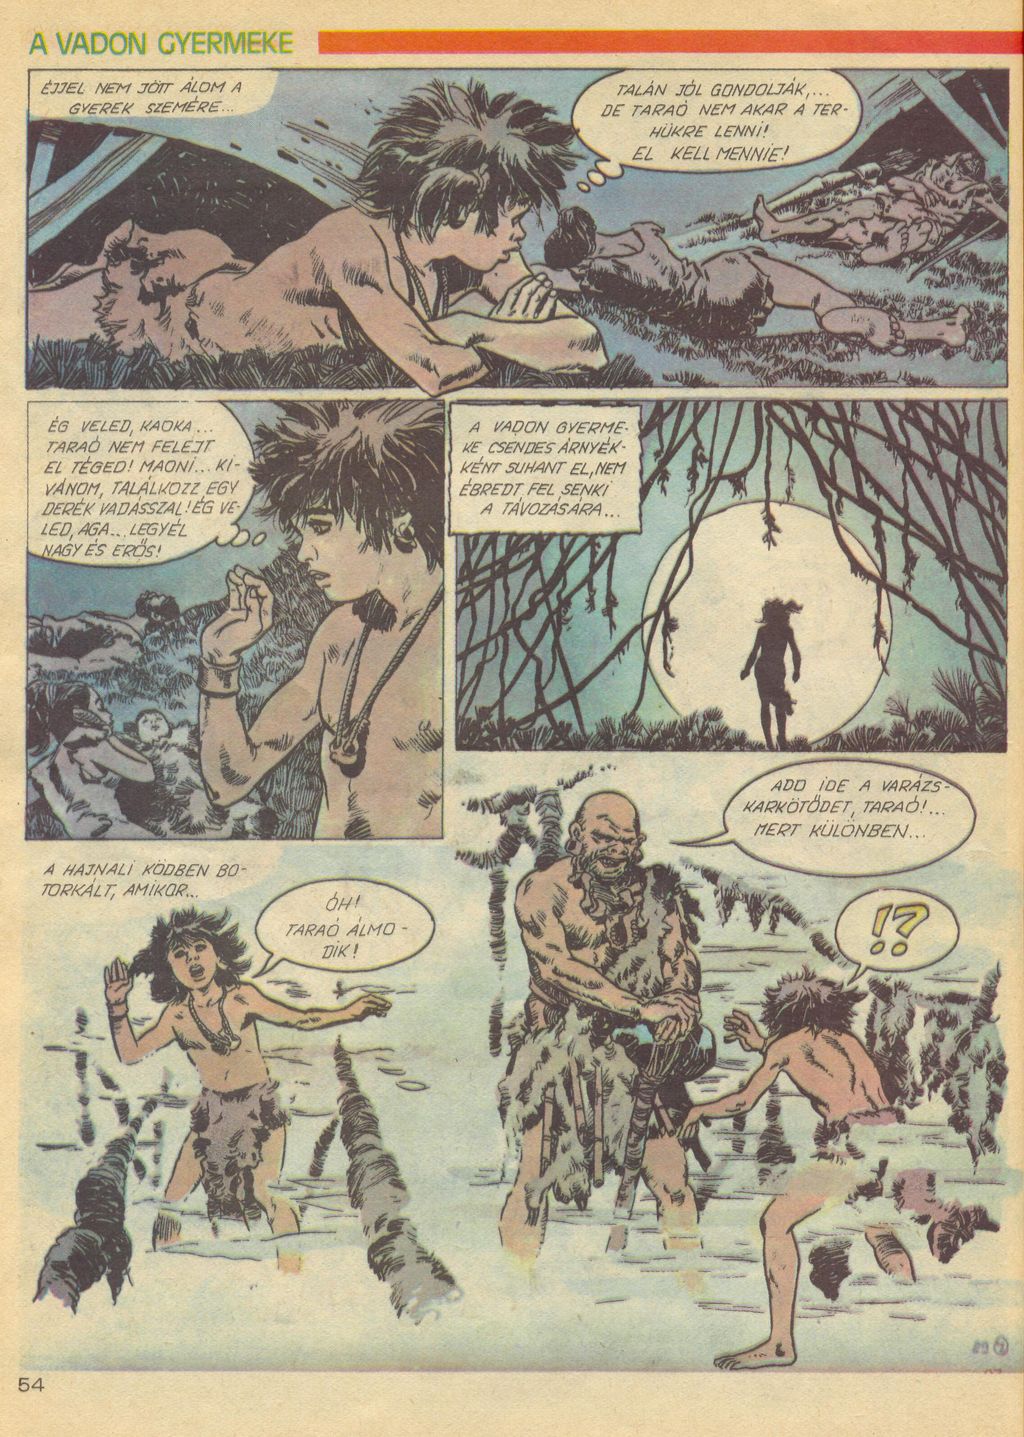 A VADON GYERMEKE
ÉJJEL NEM JÖTT ÁLOM A
GYEREK SZEMÉRE...
TALÁN JÓL GONDOLJÁK,...
DE TARAÓ NEM AKAR A TER-
HÜKRE LENNI!
EL KELL MENNIE!
ÉG VELED, KAOKA...
TARAÓ NEM FELEJT
EL TÉGED! MAONI... KÍ-
VÁNOM, TALÁLKOZZ EGY
DERÉK VADÁSSZAL! ÉG VE-
LED, AGA... LEGYÉL
NAGY ÉS ERŐS!
A VADON GYERME-
KE CSENDES ÁRNYÉK-
KÉNT SUHANT EL, NEM
ÉBREDT FEL SENKI
A TÁVOZÁSÁRA...
A HAJNALI KÖDBEN BO-
TORKÁLT, AMIKOR...
ÓH!
TARAÓ ÁLMO-
DIK!
ADD IDE A VARÁZS-
KARKÖTŐDET, TARAÓ!...
MERT KÜLÖNBEN...
!?
54